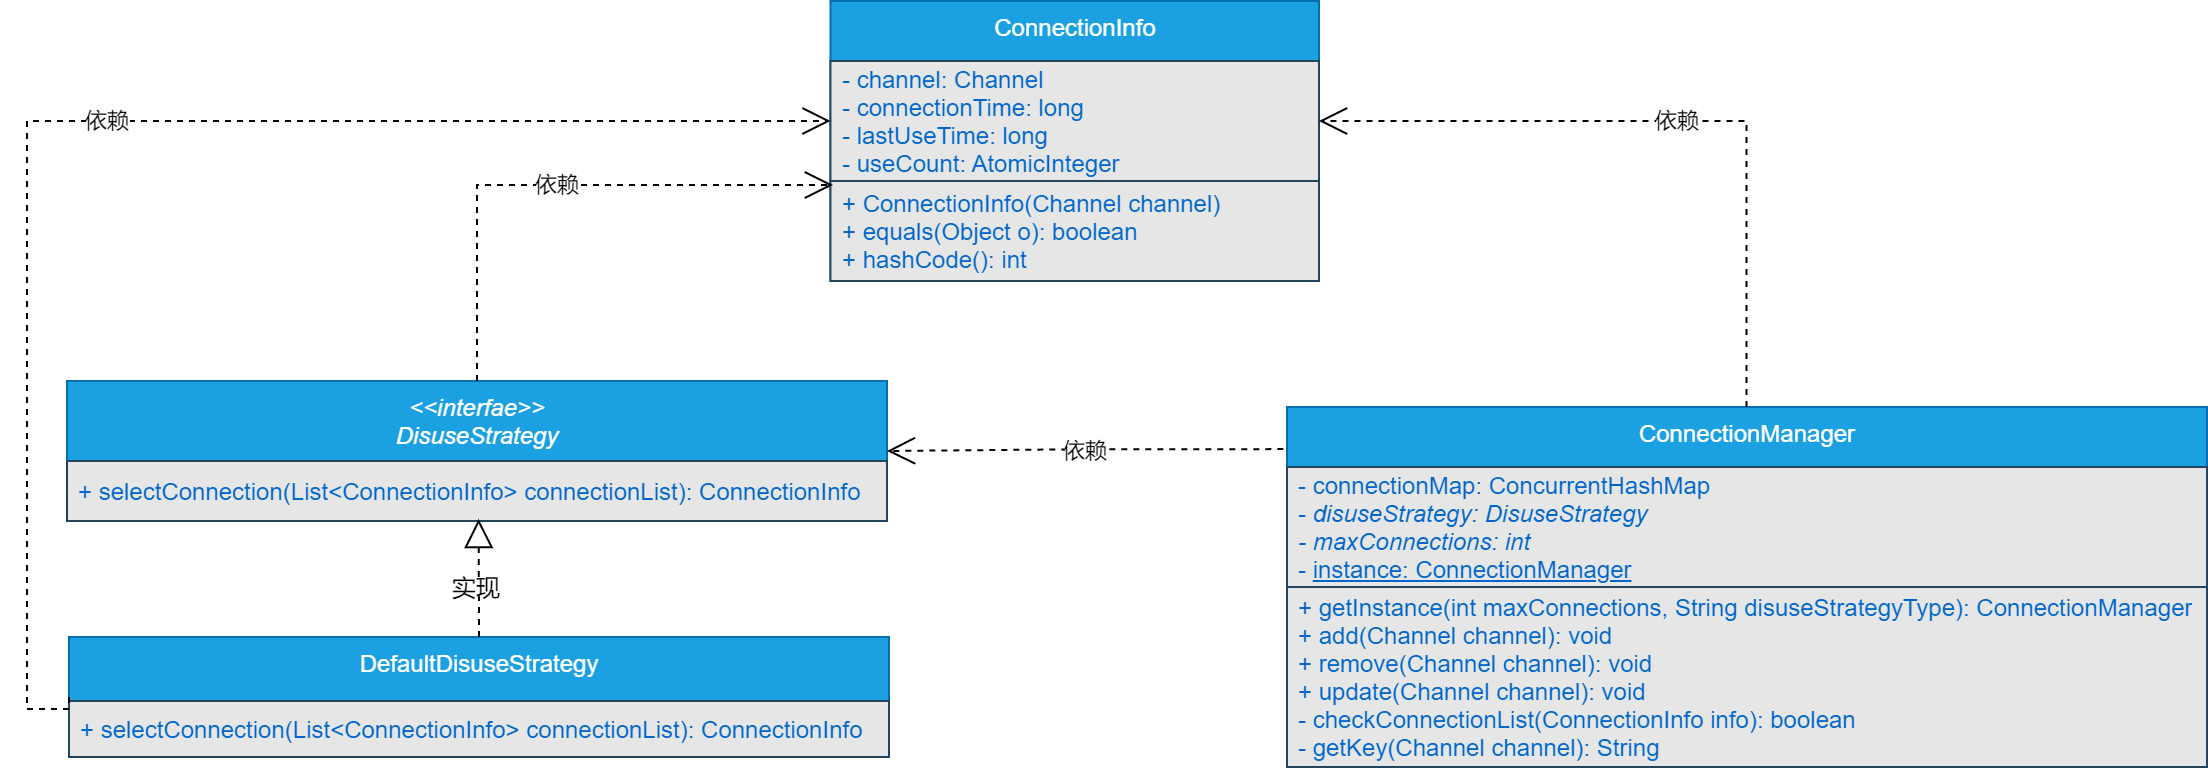 ConnectionInfo
- channel: Channel
- connectionTime: long
- lastUseTime: long
- useCount: AtomicInteger
+ ConnectionInfo(Channel channel)
+ equals(Object o): boolean
+ hashCode(): int
依赖
依赖
依赖
<<interfae>>
DisuseStrategy
+ selectConnection(List<ConnectionInfo> connectionList): ConnectionInfo
依赖
实现
DefaultDisuseStrategy
+ selectConnection(List<ConnectionInfo> connectionList): ConnectionInfo
ConnectionManager
- connectionMap: ConcurrentHashMap
- disuseStrategy: DisuseStrategy
- maxConnections: int
- instance: ConnectionManager
+ getInstance(int maxConnections, String disuseStrategyType): ConnectionManager
+ add(Channel channel): void
+ remove(Channel channel): void
+ update(Channel channel): void
- checkConnectionList(ConnectionInfo info): boolean
- getKey(Channel channel): String